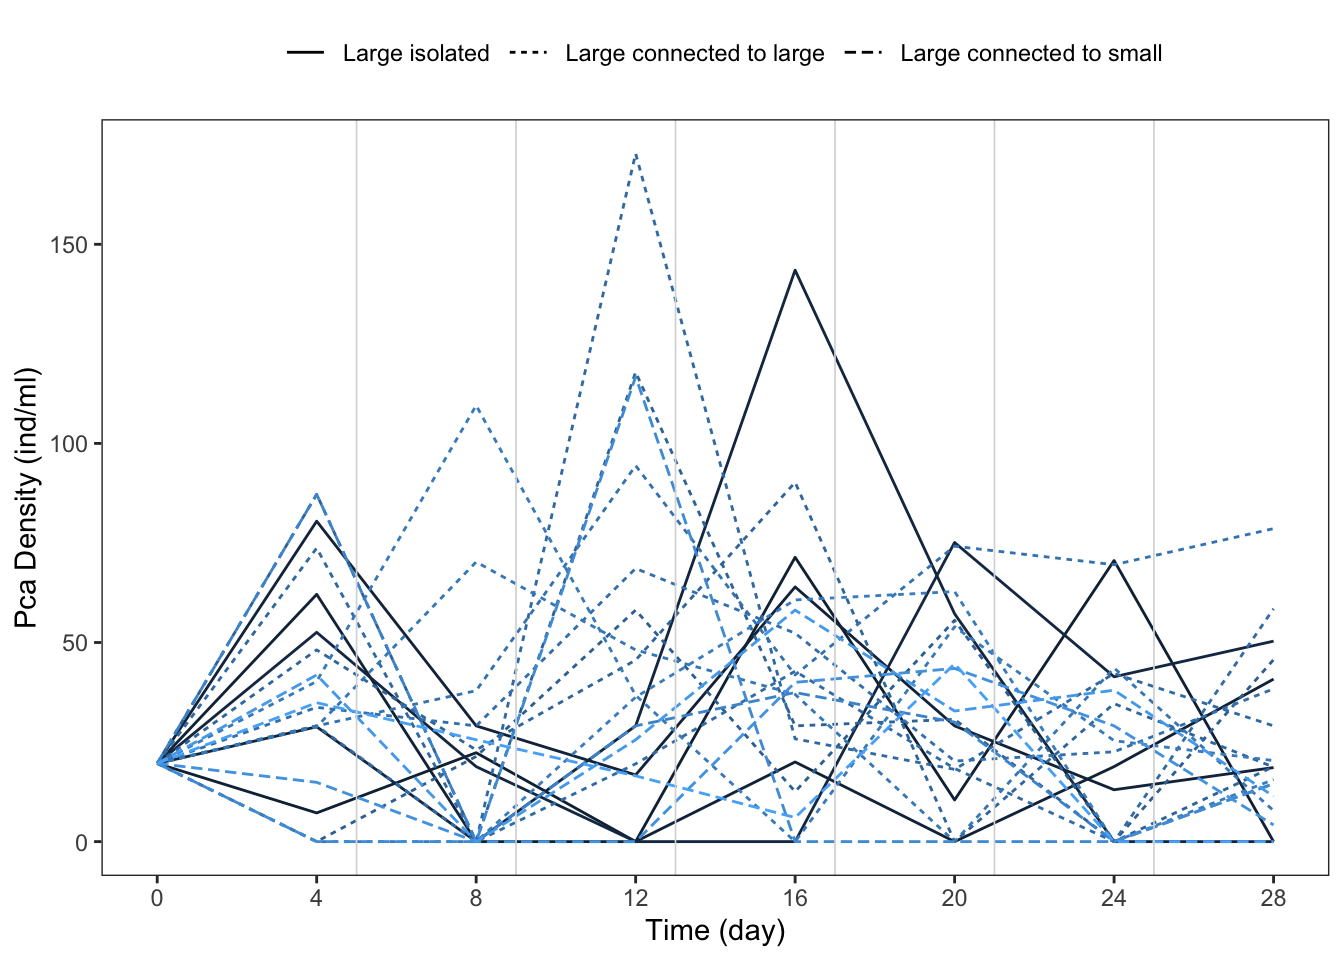 Large isolated Large connected to large Large connected to small
150
100
50
0
Pca Density (ind/ml)
0 4 8 12 16 20 24 28
Time (day)